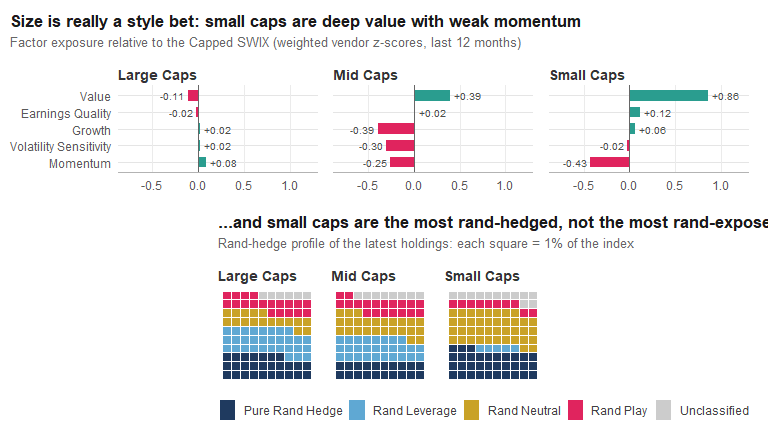 Size is really a style bet: small caps are deep value with weak momentum
Factor exposure relative to the Capped SWIX (weighted vendor z-scores, last 12 months)
Large Caps Mid Caps Small Caps
Value -0.11 +0.39 +0.86
Earnings Quality -0.02 +0.02 +0.12
Growth +0.02 -0.39 +0.06
Volatility Sensitivity +0.02 -0.30 -0.02
Momentum +0.08 -0.25 -0.43
-0.5 0.0 0.5 1.0 -0.5 0.0 0.5 1.0 -0.5 0.0 0.5 1.0
...and small caps are the most rand-hedged, not the most rand-expose
Rand-hedge profile of the latest holdings: each square = 1% of the index
Large Caps Mid Caps Small Caps
Pure Rand Hedge Rand Leverage Rand Neutral Rand Play Unclassified